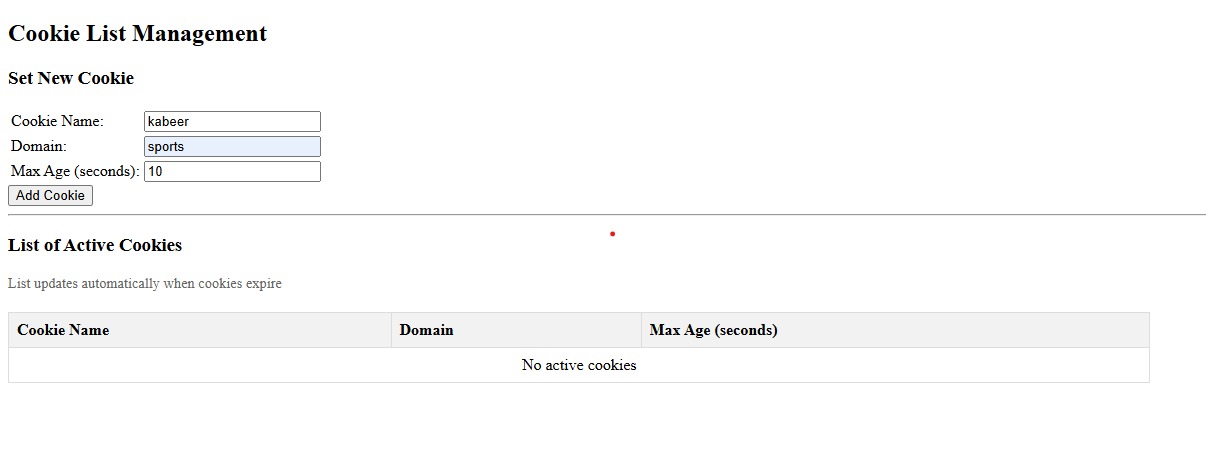 Cookie List Management
Set New Cookie
Cookie Name: kabeer
Domain: sports
Max Age (seconds): 10
Add Cookie
List of Active Cookies
List updates automatically when cookies expire
Cookie Name Domain Max Age (seconds)
No active cookies